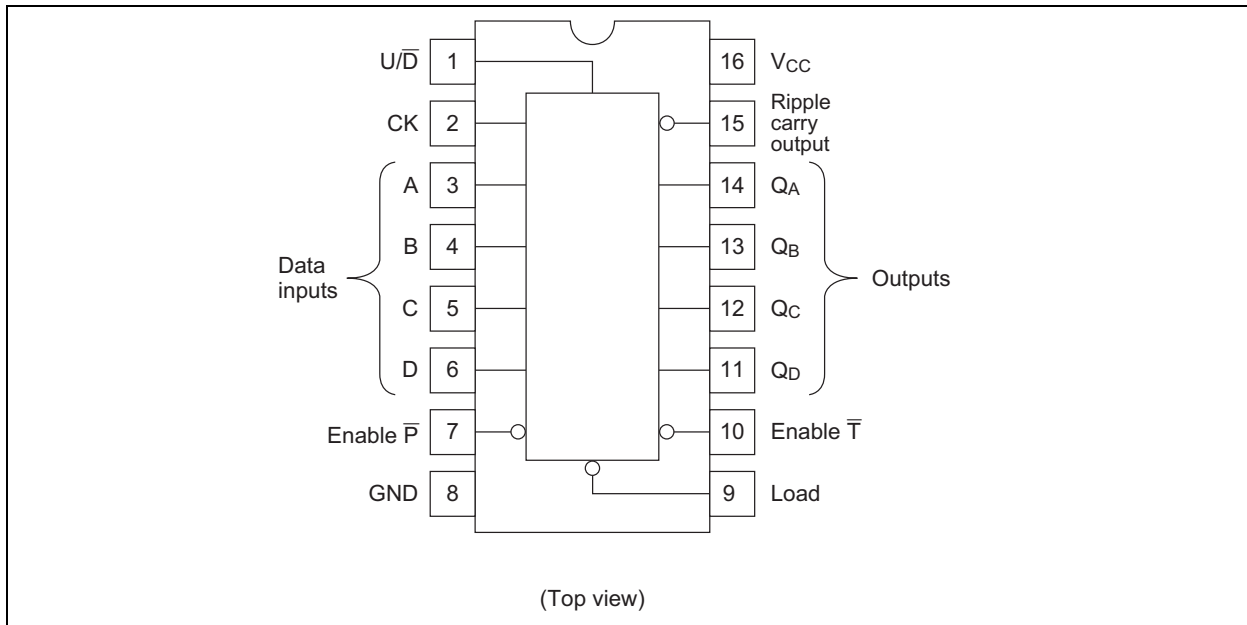 U/D̅ 1 16 VCC
CK 2 15 Ripple
carry
output
A 3 14 QA
B 4 13 QB
Data
inputs
Outputs
C 5 12 QC
D 6 11 QD
Enable P̅ 7 10 Enable T̅
GND 8 9 Load
(Top view)